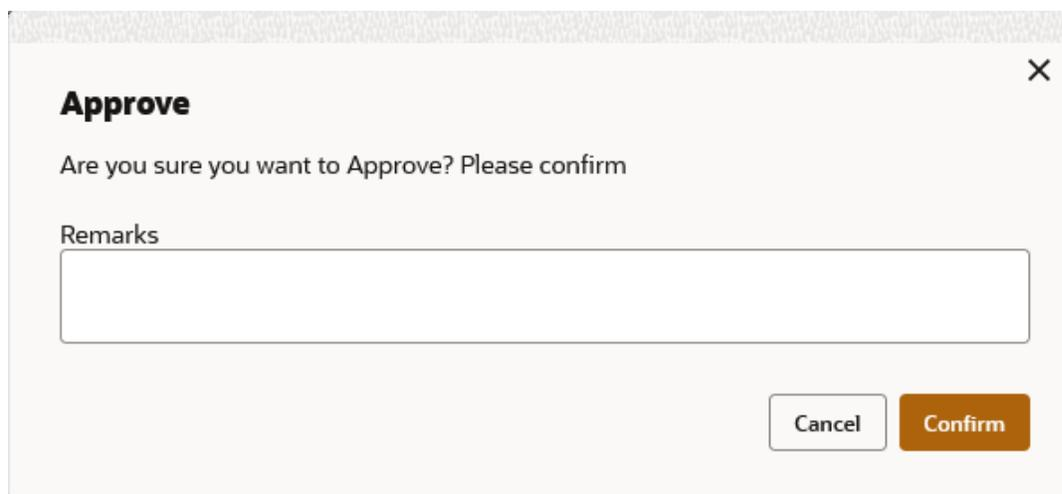 Approve
Are you sure you want to Approve? Please confirm
Remarks
Cancel
Confirm